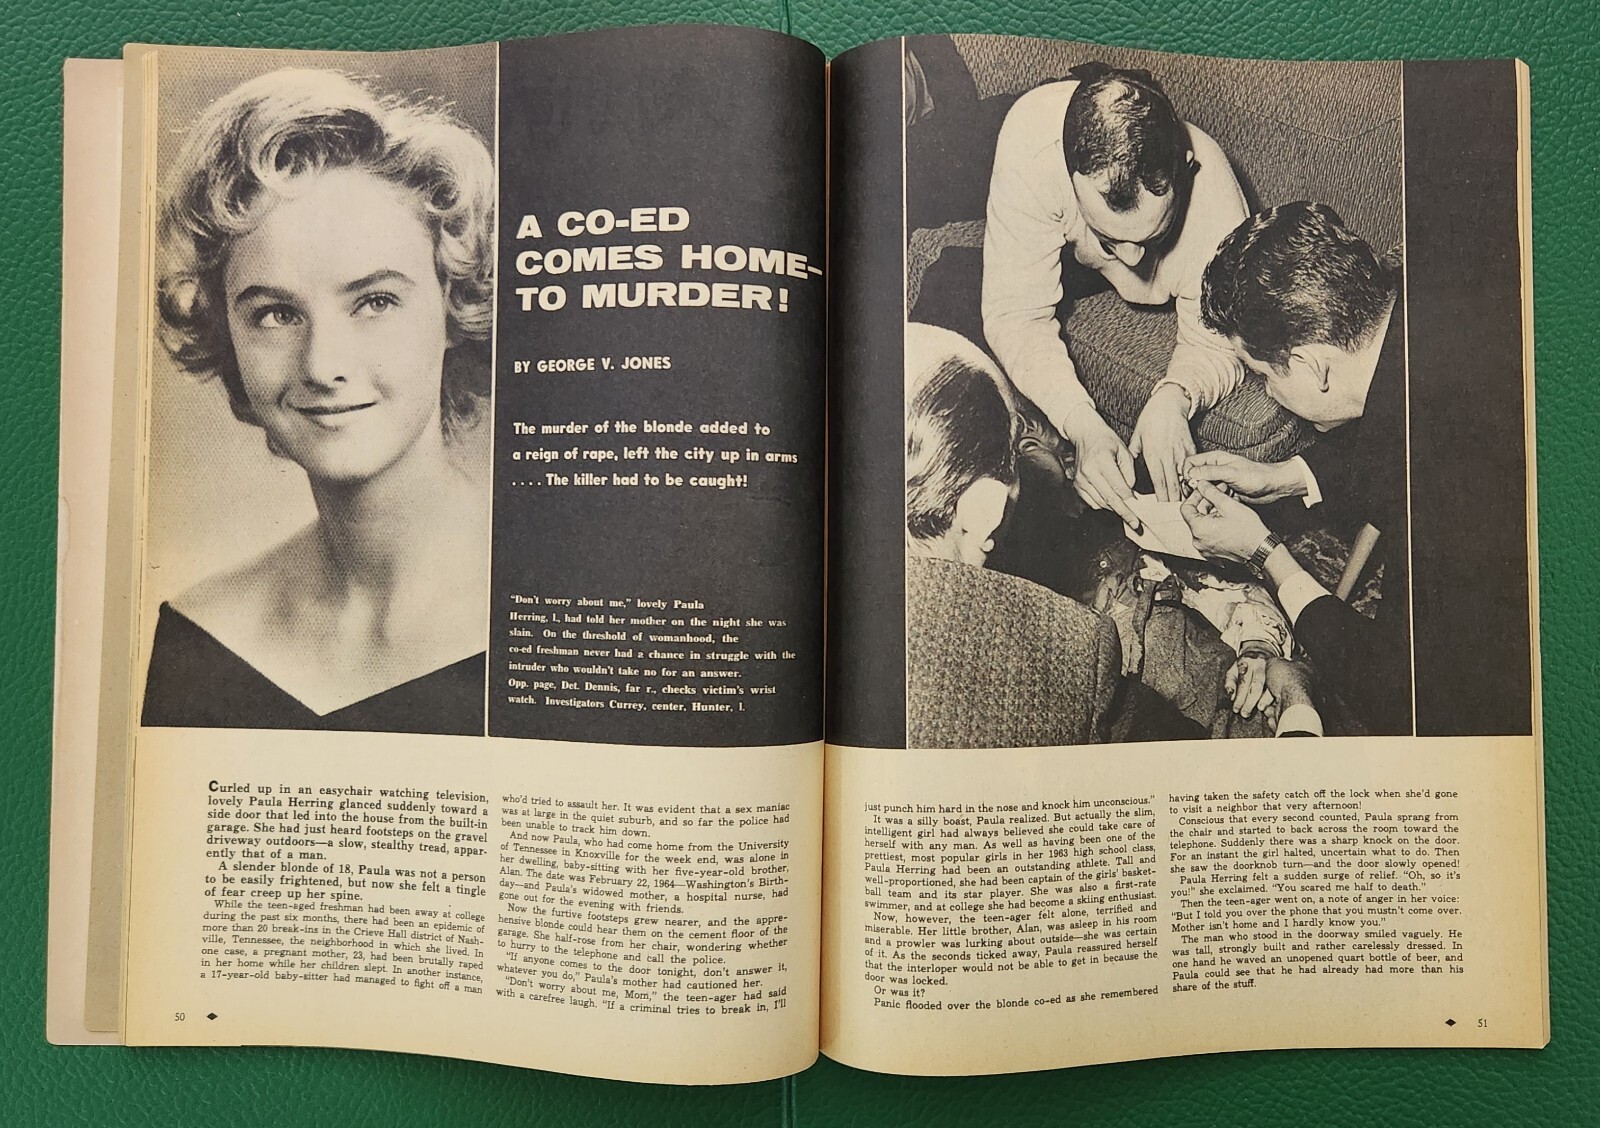 A CO-ED
COMES HOME—
TO MURDER!
BY GEORGE V. JONES
The murder of the blonde added to
a reign of rape, left the city up in arms
. . . . The killer had to be caught!
"Don't worry about me," lovely Paula
Herring, l., had told her mother on the night she was
slain. On the threshold of womanhood, the
co-ed freshman never had a chance in struggle with the
intruder who wouldn't take no for an answer.
Opp. page, Det. Dennis, far r., checks victim's wrist
watch. Investigators Currey, center, Hunter, l.
Curled up in an easychair watching television,
lovely Paula Herring glanced suddenly toward a
side door that led into the house from the built-in
garage. She had just heard footsteps on the gravel
driveway outdoors—a slow, stealthy tread, appar-
ently that of a man.
A slender blonde of 18, Paula was not a person
to be easily frightened, but now she felt a tingle
of fear creep up her spine.
While the teen-aged freshman had been away at college
during the past six months, there had been an epidemic of
more than 20 break-ins in the Crieve Hall district of Nash-
ville, Tennessee, the neighborhood in which she lived. In
one case, a pregnant mother, 23, had been brutally raped
in her home while her children slept. In another instance,
a 17-year-old baby-sitter had managed to fight off a man
who'd tried to assault her. It was evident that a sex maniac
was at large in the quiet suburb, and so far the police had
been unable to track him down.
And now Paula, who had come home from the University
of Tennessee in Knoxville for the week end, was alone in
her dwelling, baby-sitting with her five-year-old brother,
Alan. The date was February 22, 1964—Washington's Birth-
day—and Paula's widowed mother, a hospital nurse, had
gone out for the evening with friends.
Now the furtive footsteps grew nearer, and the appre-
hensive blonde could hear them on the cement floor of the
garage. She half-rose from her chair, wondering whether
to hurry to the telephone and call the police.
"If anyone comes to the door tonight, don't answer it,
whatever you do," Paula's mother had cautioned her.
"Don't worry about me, Mom," the teen-ager had said
with a carefree laugh. "If a criminal tries to break in, I'll
50
just punch him hard in the nose and knock him unconscious."
It was a silly boast, Paula realized. But actually the slim,
intelligent girl had always believed she could take care of
herself with any man. As well as having been one of the
prettiest, most popular girls in her 1963 high school class,
Paula Herring had been an outstanding athlete. Tall and
well-proportioned, she had been captain of the girls' basket-
ball team and its star player. She was also a first-rate
swimmer, and at college she had become a skiing enthusiast.
Now, however, the teen-ager felt alone, terrified and
miserable. Her little brother, Alan, was asleep in his room
and a prowler was lurking about outside—she was certain
of it. As the seconds ticked away, Paula reassured herself
that the interloper would not be able to get in because the
door was locked.
Or was it?
Panic flooded over the blonde co-ed as she remembered
having taken the safety catch off the lock when she'd gone
to visit a neighbor that very afternoon!
Conscious that every second counted, Paula sprang from
the chair and started to back across the room toward the
telephone. Suddenly there was a sharp knock on the door.
For an instant the girl halted, uncertain what to do. Then
she saw the doorknob turn—and the door slowly opened!
Paula Herring felt a sudden surge of relief. "Oh, so it's
you!" she exclaimed. "You scared me half to death."
Then the teen-ager went on, a note of anger in her voice:
"But I told you over the phone that you mustn't come over.
Mother isn't home and I hardly know you."
The man who stood in the doorway smiled vaguely. He
was tall, strongly built and rather carelessly dressed. In
one hand he waved an unopened quart bottle of beer, and
Paula could see that he had already had more than his
share of the stuff.
51